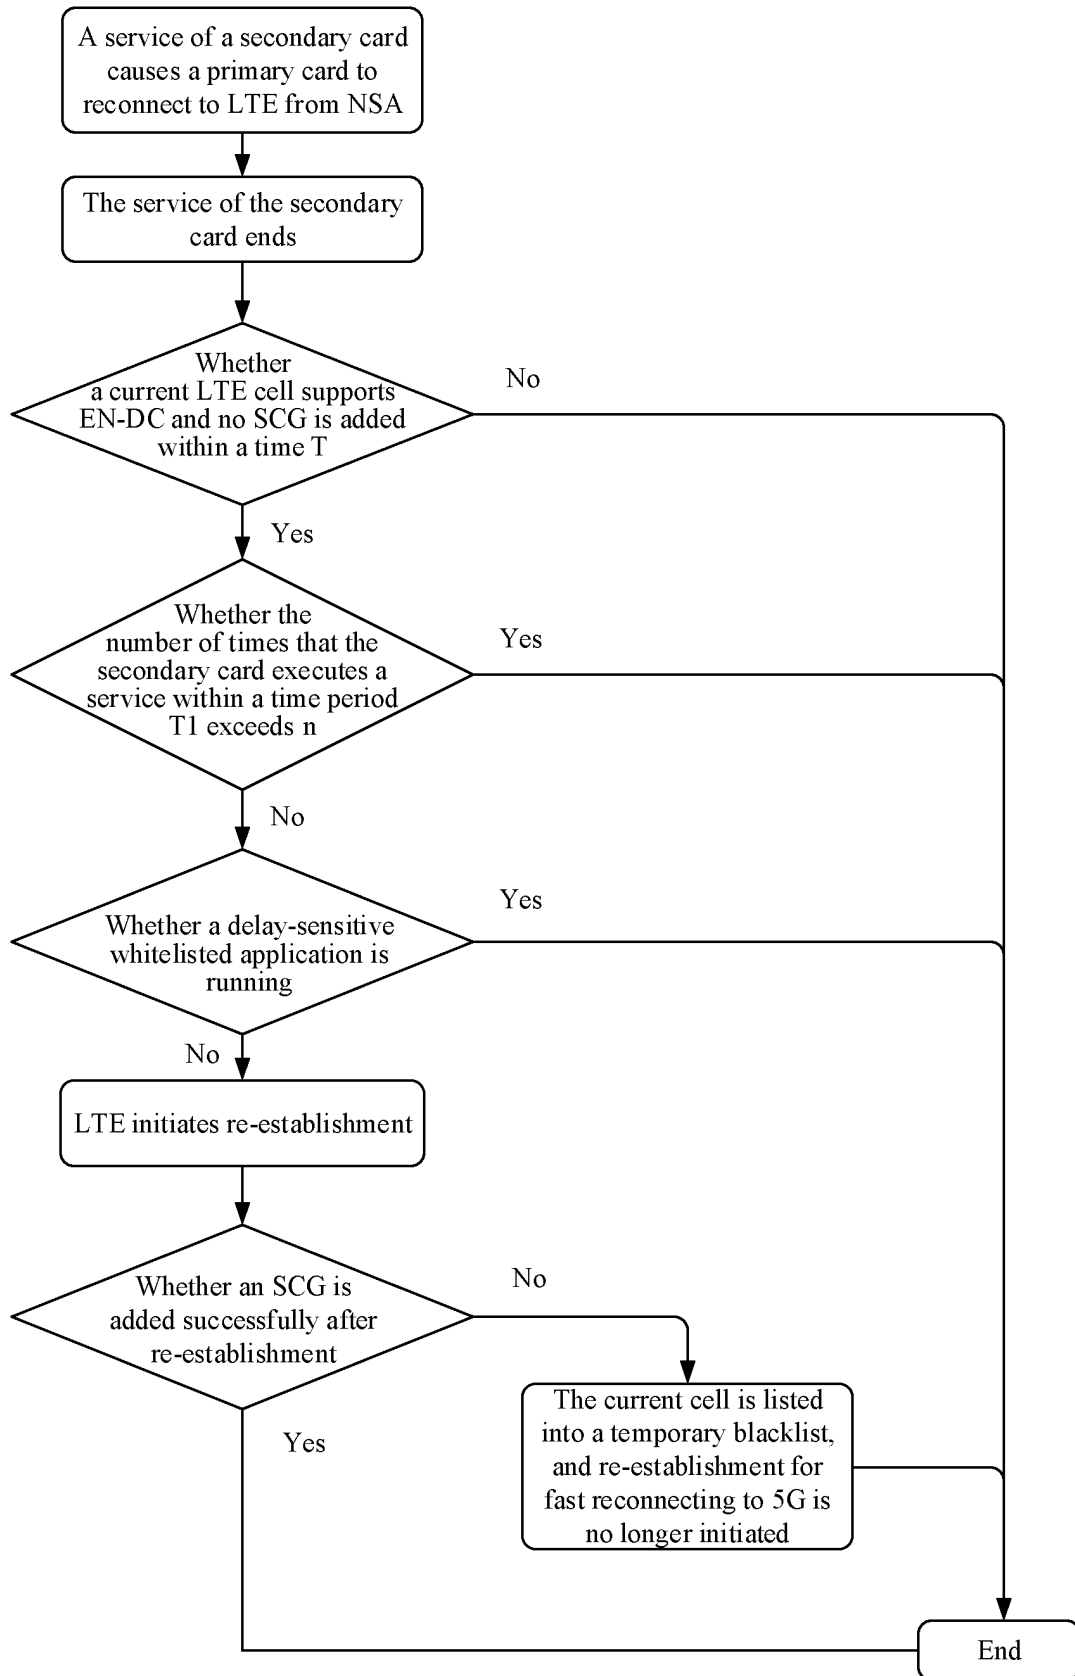 A service of a secondary card
causes a primary card to
reconnect to LTE from NSA
The service of the secondary
card ends
Whether
a current LTE cell supports
EN-DC and no SCG is added
within a time T
No
Yes
Whether the
number of times that the
secondary card executes a
service within a time period
T1 exceeds n
Yes
No
Whether a delay-sensitive
whitelisted application is
running
Yes
No
LTE initiates re-establishment
Whether an SCG is
added successfully after
re-establishment
No
Yes
The current cell is listed
into a temporary blacklist,
and re-establishment for
fast reconnecting to 5G is
no longer initiated
End